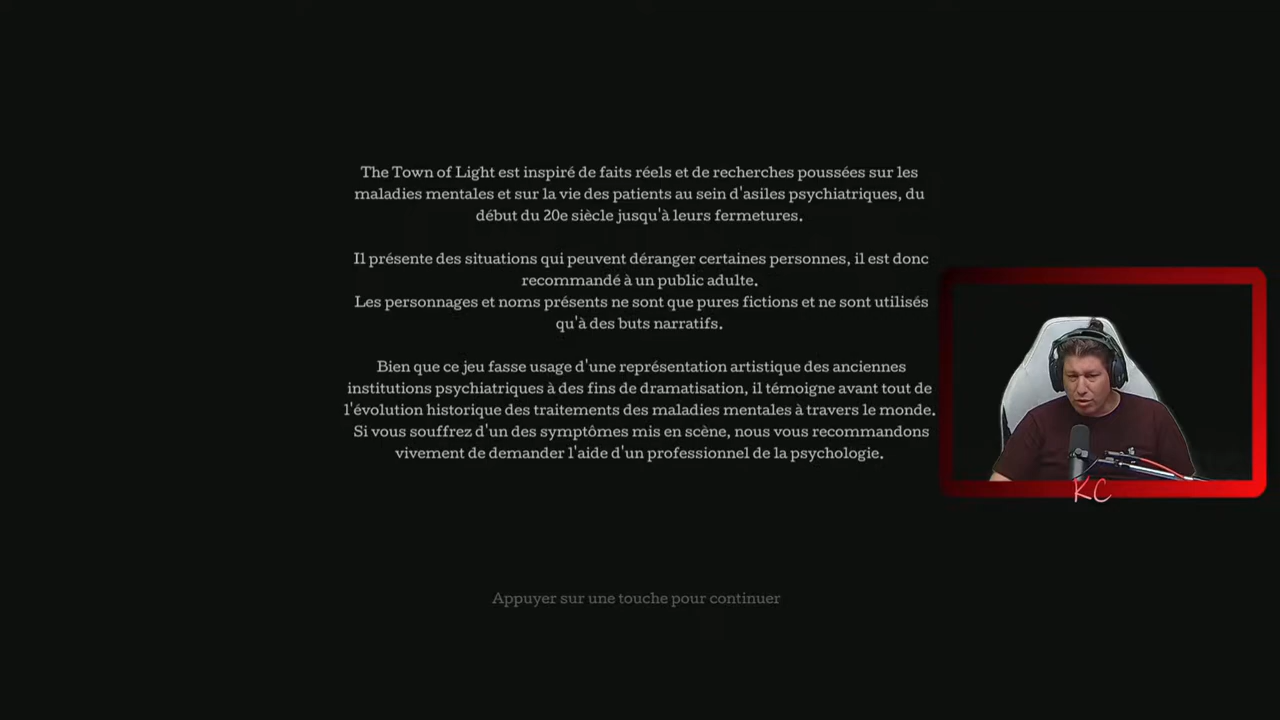 The Town of Light est inspiré de faits réels et de recherches poussées sur les
maladies mentales et sur la vie des patients au sein d'asiles psychiatriques, du
début du 20e siècle jusqu'à leurs fermetures.
Il présente des situations qui peuvent déranger certaines personnes, il est donc
recommandé à un public adulte.
Les personnages et noms présents ne sont que pures fictions et ne sont utilisés
qu'à des buts narratifs.
Bien que ce jeu fasse usage d'une représentation artistique des anciennes
institutions psychiatriques à des fins de dramatisation, il témoigne avant tout de
l'évolution historique des traitements des maladies mentales à travers le monde.
Si vous souffrez d'un des symptômes mis en scène, nous vous recommandons
vivement de demander l'aide d'un professionnel de la psychologie.
KC
Appuyer sur une touche pour continuer